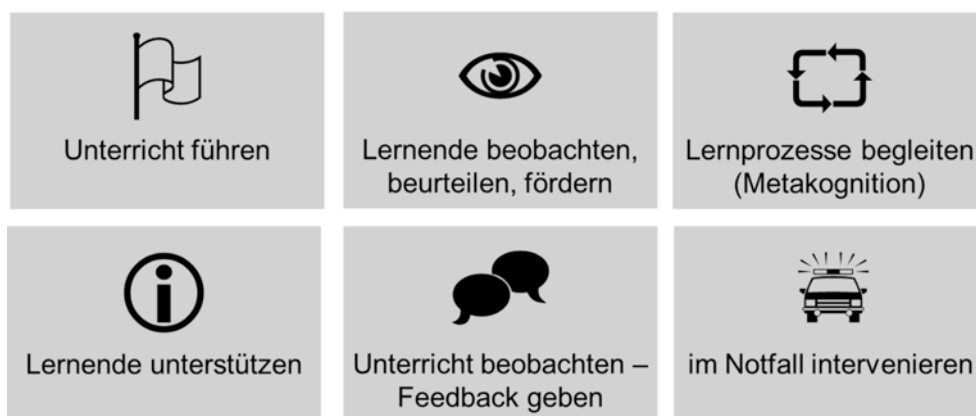 Unterricht führen
Lernende beobachten,
beurteilen, fördern
Lernprozesse begleiten
(Metakognition)
Lernende unterstützen
Unterricht beobachten –
Feedback geben
im Notfall intervenieren